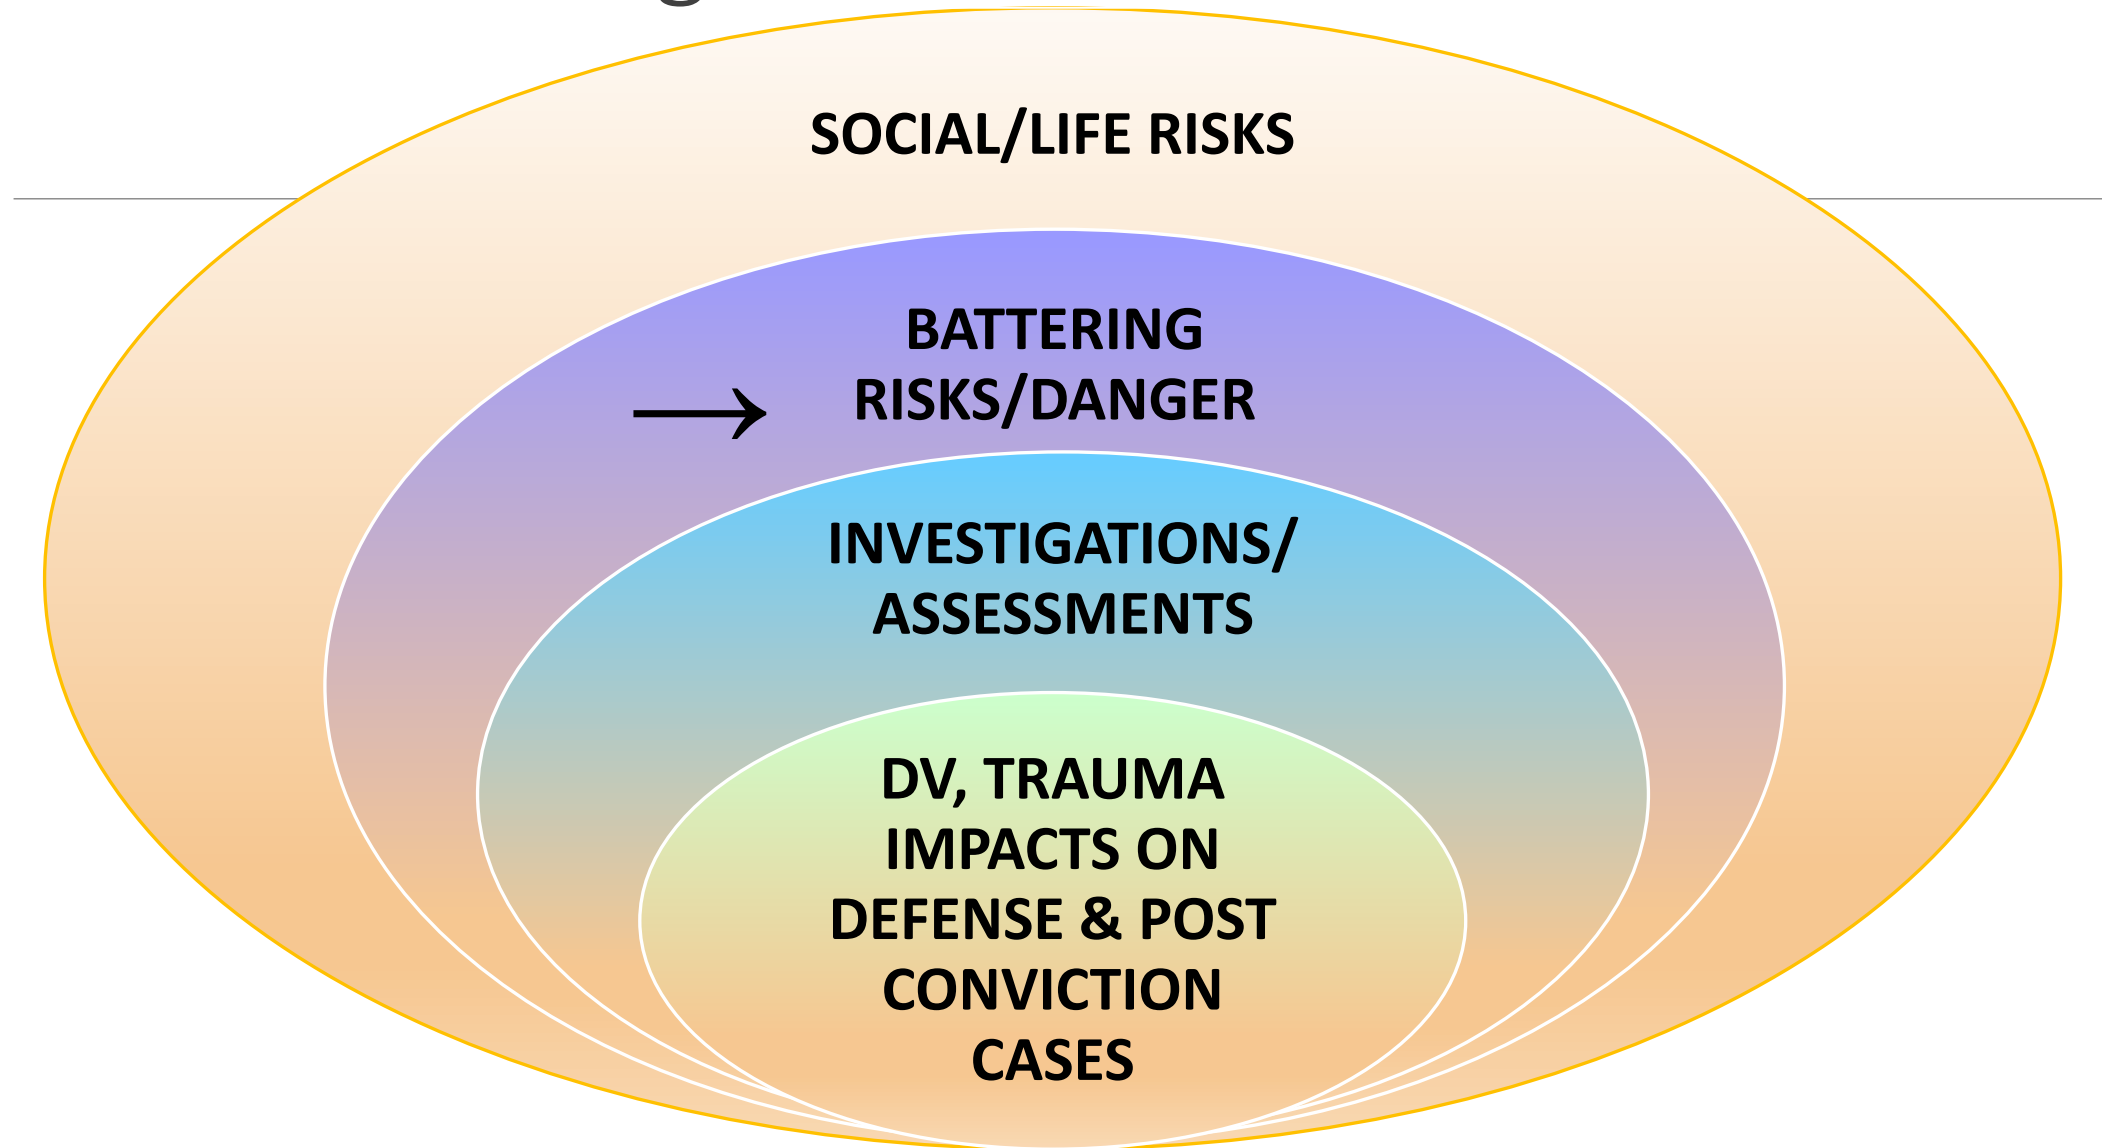 SOCIAL/LIFE RISKS
BATTERING
RISKS/DANGER
→
INVESTIGATIONS/
ASSESSMENTS
DV, TRAUMA
IMPACTS ON
DEFENSE & POST
CONVICTION
CASES